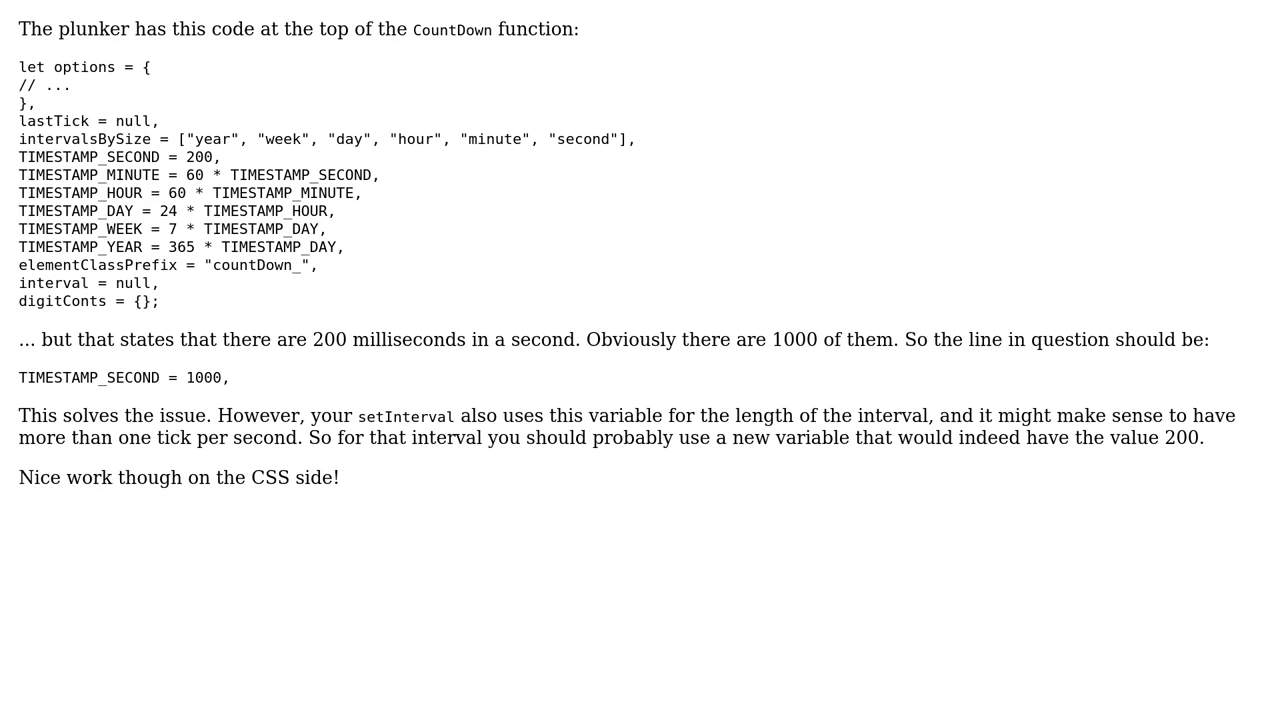 The plunker has this code at the top of the CountDown function:
let options = {
// ...
},
lastTick = null,
intervalsBySize = ["year", "week", "day", "hour", "minute", "second"],
TIMESTAMP_SECOND = 200,
TIMESTAMP_MINUTE = 60 * TIMESTAMP_SECOND,
TIMESTAMP_HOUR = 60 * TIMESTAMP_MINUTE,
TIMESTAMP_DAY = 24 * TIMESTAMP_HOUR,
TIMESTAMP_WEEK = 7 * TIMESTAMP_DAY,
TIMESTAMP_YEAR = 365 * TIMESTAMP_DAY,
elementClassPrefix = "countDown_",
interval = null,
digitConts = {};
... but that states that there are 200 milliseconds in a second. Obviously there are 1000 of them. So the line in question should be:
TIMESTAMP_SECOND = 1000,
This solves the issue. However, your setInterval also uses this variable for the length of the interval, and it might make sense to have
more than one tick per second. So for that interval you should probably use a new variable that would indeed have the value 200.
Nice work though on the CSS side!